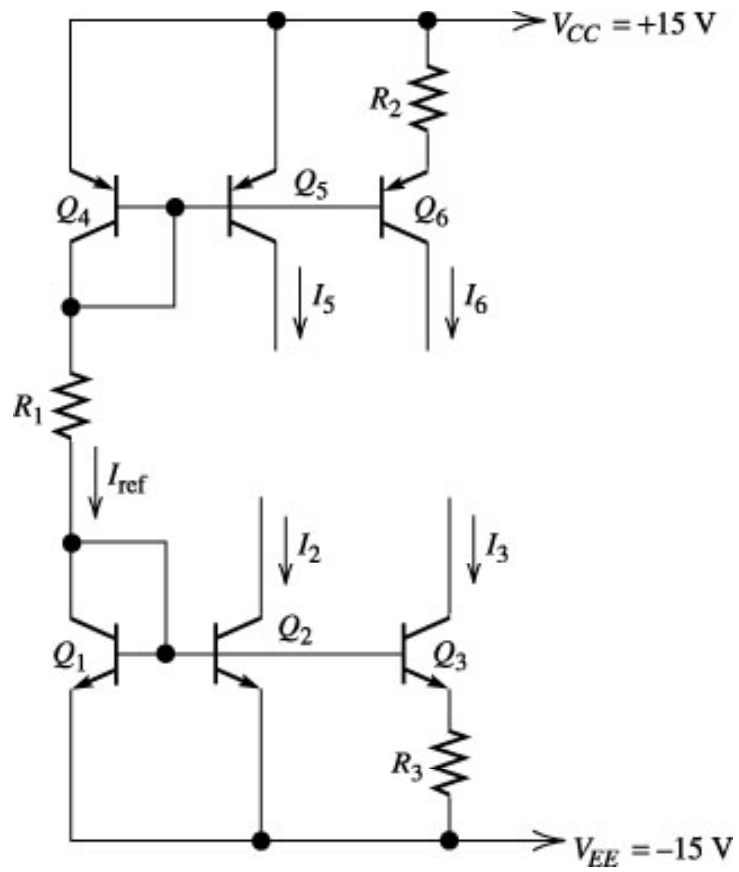 V_CC = +15 V
R_2
Q_4
Q_5
Q_6
I_5
I_6
R_1
I_ref
I_2
I_3
Q_1
Q_2
Q_3
R_3
V_EE = –15 V